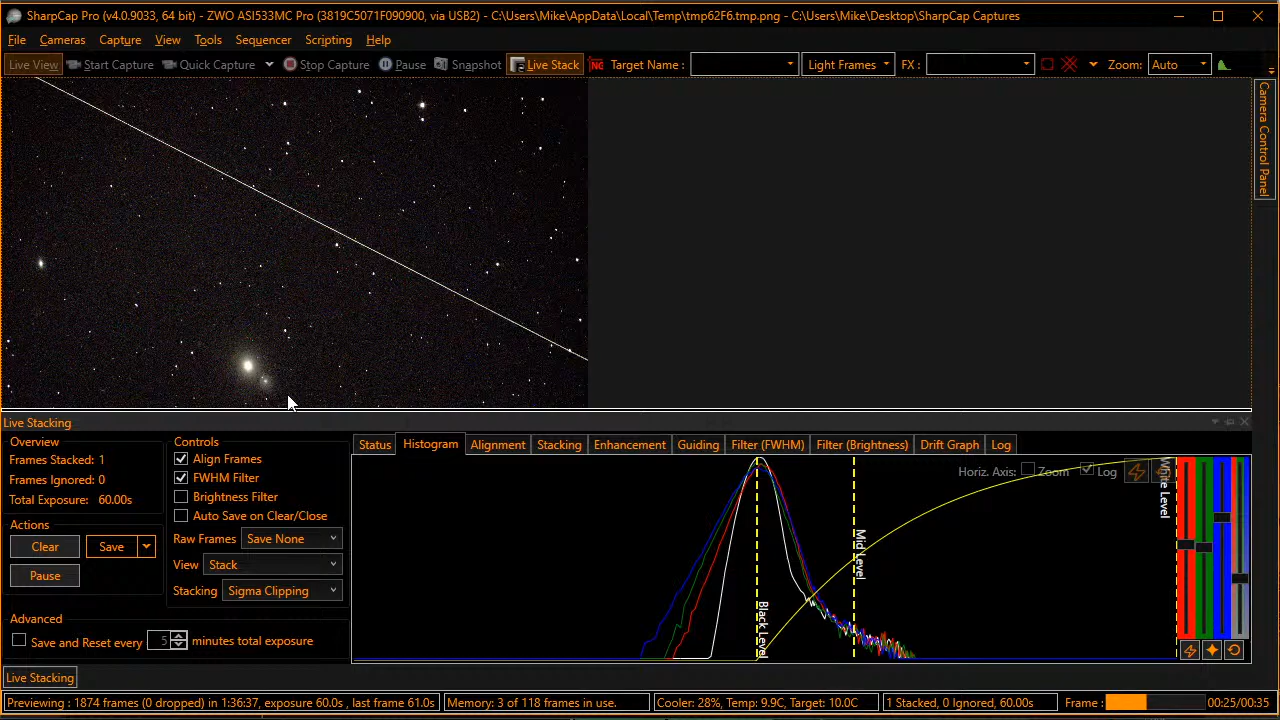 SharpCap Pro (v4.0.9033, 64 bit) - ZWO ASI533MC Pro (3819C5071F090900, via USB2) - C:\Users\Mike\AppData\Local\Temp\tmp62F6.tmp.png - C:\Users\Mike\Desktop\SharpCap Captures
File Cameras Capture View Tools Sequencer Scripting Help
Live View Start Capture Quick Capture Stop Capture Pause Snapshot Live Stack NC Target Name : Light Frames FX : Zoom: Auto
Camera Control Panel
Live Stacking
Overview
Frames Stacked: 1
Frames Ignored: 0
Total Exposure: 60.00s
Actions
Clear Save
Pause
Controls
Align Frames
FWHM Filter
Brightness Filter
Auto Save on Clear/Close
Raw Frames Save None
View Stack
Stacking Sigma Clipping
Advanced
Save and Reset every 5 minutes total exposure
Status Histogram Alignment Stacking Enhancement Guiding Filter (FWHM) Filter (Brightness) Drift Graph Log
Horiz. Axis: Zoom Log
Black Level
Mid Level
White Level
Live Stacking
Previewing : 1874 frames (0 dropped) in 1:36:37, exposure 60.0s , last frame 61.0s Memory: 3 of 118 frames in use. Cooler: 28%, Temp: 9.9C, Target: 10.0C 1 Stacked, 0 Ignored, 60.00s Frame : 00:25/00:35